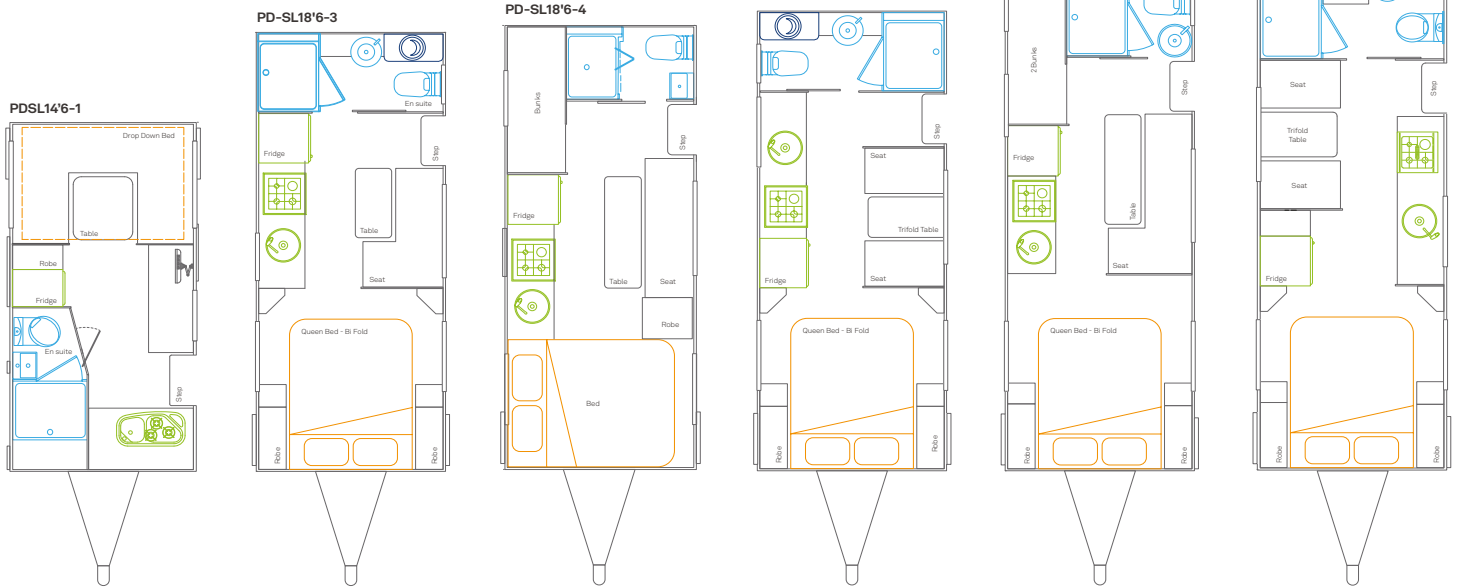 PDSL14'6-1
Drop Down Bed
Table
Robe
Fridge
En suite
Step
PD-SL18'6-3
En suite
Fridge
Step
Table
Seat
Queen Bed - Bi Fold
Robe
Robe
PD-SL18'6-4
Bunks
Step
Fridge
Table
Seat
Robe
Bed
Step
Seat
Trifold Table
Fridge
Seat
Queen Bed - Bi Fold
Robe
Robe
2 Bunks
Step
Fridge
Table
Seat
Queen Bed - Bi Fold
Robe
Robe
Seat
Step
Trifold
Table
Seat
Fridge
Robe